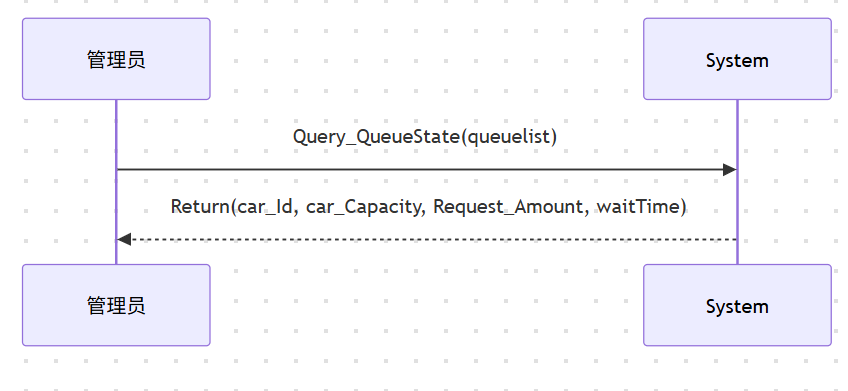 管理员
System
Query_QueueState(queuelist)
Return(car_Id, car_Capacity, Request_Amount, waitTime)
管理员
System